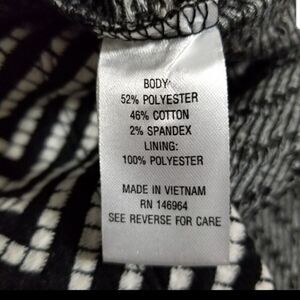 BODY:
52% POLYESTER
46% COTTON
2% SPANDEX
LINING:
100% POLYESTER
MADE IN VIETNAM
RN 146964
SEE REVERSE FOR CARE